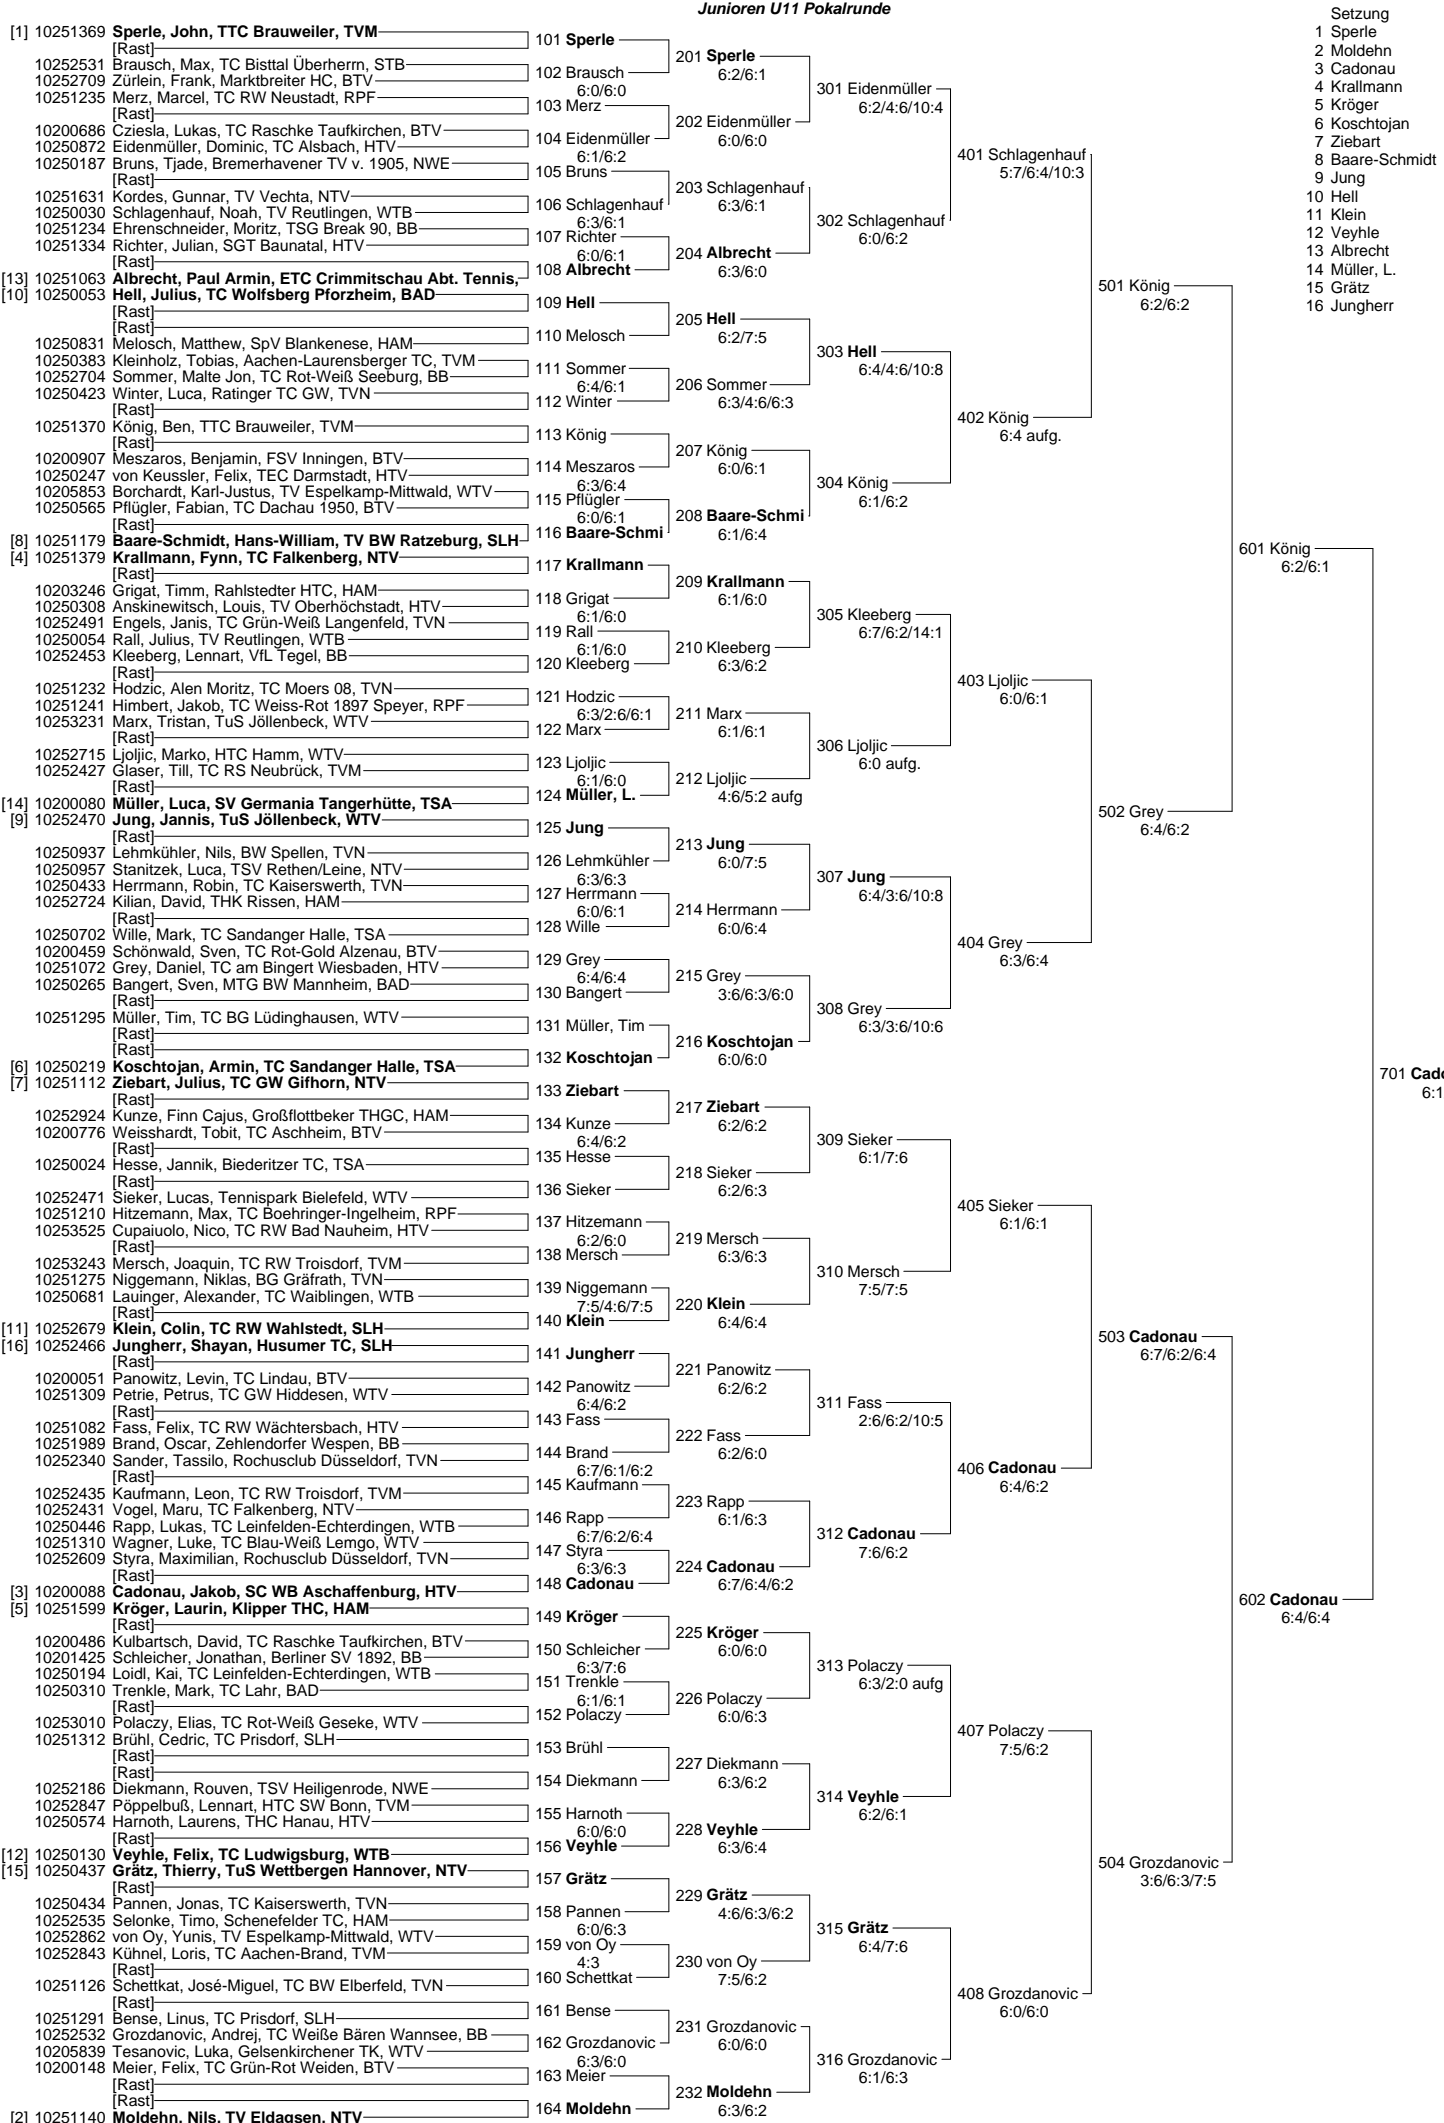 Junioren U11 Pokalrunde
[1] 10251369 Sperle, John, TTC Brauweiler, TVM
[Rast]
10252531 Brausch, Max, TC Bisttal Überherrn, STB
10252709 Zürlein, Frank, Marktbreiter HC, BTV
10251235 Merz, Marcel, TC RW Neustadt, RPF
[Rast]
10200686 Cziesla, Lukas, TC Raschke Taufkirchen, BTV
10250872 Eidenmüller, Dominic, TC Alsbach, HTV
10250187 Bruns, Tjade, Bremerhavener TV v. 1905, NWE
[Rast]
10251631 Kordes, Gunnar, TV Vechta, NTV
10250030 Schlagenhauf, Noah, TV Reutlingen, WTB
10251234 Ehrenschneider, Moritz, TSG Break 90, BB
10251334 Richter, Julian, SGT Baunatal, HTV
[Rast]
[13] 10251063 Albrecht, Paul Armin, ETC Crimmitschau Abt. Tennis,
[10] 10250053 Hell, Julius, TC Wolfsberg Pforzheim, BAD
[Rast]
[Rast]
10250831 Melosch, Matthew, SpV Blankenese, HAM
10250383 Kleinholz, Tobias, Aachen-Laurensberger TC, TVM
10252704 Sommer, Malte Jon, TC Rot-Weiß Seeburg, BB
10250423 Winter, Luca, Ratinger TC GW, TVN
[Rast]
10251370 König, Ben, TTC Brauweiler, TVM
[Rast]
10200907 Meszaros, Benjamin, FSV Inningen, BTV
10250247 von Keussler, Felix, TEC Darmstadt, HTV
10205853 Borchardt, Karl-Justus, TV Espelkamp-Mittwald, WTV
10250565 Pflügler, Fabian, TC Dachau 1950, BTV
[Rast]
[8] 10251179 Baare-Schmidt, Hans-William, TV BW Ratzeburg, SLH
[4] 10251379 Krallmann, Fynn, TC Falkenberg, NTV
[Rast]
10203246 Grigat, Timm, Rahlstedter HTC, HAM
10250308 Anskinewitsch, Louis, TV Oberhöchstadt, HTV
10252491 Engels, Janis, TC Grün-Weiß Langenfeld, TVN
10250054 Rall, Julius, TV Reutlingen, WTB
10252453 Kleeberg, Lennart, VfL Tegel, BB
[Rast]
10251232 Hodzic, Alen Moritz, TC Moers 08, TVN
10251241 Himbert, Jakob, TC Weiss-Rot 1897 Speyer, RPF
10253231 Marx, Tristan, TuS Jöllenbeck, WTV
[Rast]
10252715 Ljoljic, Marko, HTC Hamm, WTV
10252427 Glaser, Till, TC RS Neubrück, TVM
[Rast]
[14] 10200080 Müller, Luca, SV Germania Tangerhütte, TSA
[9] 10252470 Jung, Jannis, TuS Jöllenbeck, WTV
[Rast]
10250937 Lehmkühler, Nils, BW Spellen, TVN
10250957 Stanitzek, Luca, TSV Rethen/Leine, NTV
10250433 Herrmann, Robin, TC Kaiserswerth, TVN
10252724 Kilian, David, THK Rissen, HAM
[Rast]
10250702 Wille, Mark, TC Sandanger Halle, TSA
10200459 Schönwald, Sven, TC Rot-Gold Alzenau, BTV
10251072 Grey, Daniel, TC am Bingert Wiesbaden, HTV
10250265 Bangert, Sven, MTG BW Mannheim, BAD
[Rast]
10251295 Müller, Tim, TC BG Lüdinghausen, WTV
[Rast]
[Rast]
[6] 10250219 Koschtojan, Armin, TC Sandanger Halle, TSA
[7] 10251112 Ziebart, Julius, TC GW Gifhorn, NTV
[Rast]
10252924 Kunze, Finn Cajus, Großflottbeker THGC, HAM
10200776 Weisshardt, Tobit, TC Aschheim, BTV
[Rast]
10250024 Hesse, Jannik, Biederitzer TC, TSA
[Rast]
10252471 Sieker, Lucas, Tennispark Bielefeld, WTV
10251210 Hitzemann, Max, TC Boehringer-Ingelheim, RPF
10253525 Cupaiuolo, Nico, TC RW Bad Nauheim, HTV
[Rast]
10253243 Mersch, Joaquin, TC RW Troisdorf, TVM
10251275 Niggemann, Niklas, BG Gräfrath, TVN
10250681 Lauinger, Alexander, TC Waiblingen, WTB
[Rast]
[11] 10252679 Klein, Colin, TC RW Wahlstedt, SLH
[16] 10252466 Jungherr, Shayan, Husumer TC, SLH
[Rast]
10200051 Panowitz, Levin, TC Lindau, BTV
10251309 Petrie, Petrus, TC GW Hiddesen, WTV
[Rast]
10251082 Fass, Felix, TC RW Wächtersbach, HTV
10251989 Brand, Oscar, Zehlendorfer Wespen, BB
10252340 Sander, Tassilo, Rochusclub Düsseldorf, TVN
[Rast]
10252435 Kaufmann, Leon, TC RW Troisdorf, TVM
10252431 Vogel, Maru, TC Falkenberg, NTV
10250446 Rapp, Lukas, TC Leinfelden-Echterdingen, WTB
10251310 Wagner, Luke, TC Blau-Weiß Lemgo, WTV
10252609 Styra, Maximilian, Rochusclub Düsseldorf, TVN
[Rast]
[3] 10200088 Cadonau, Jakob, SC WB Aschaffenburg, HTV
[5] 10251599 Kröger, Laurin, Klipper THC, HAM
[Rast]
10200486 Kulbartsch, David, TC Raschke Taufkirchen, BTV
10201425 Schleicher, Jonathan, Berliner SV 1892, BB
10250194 Loidl, Kai, TC Leinfelden-Echterdingen, WTB
10250310 Trenkle, Mark, TC Lahr, BAD
[Rast]
10253010 Polaczy, Elias, TC Rot-Weiß Geseke, WTV
10251312 Brühl, Cedric, TC Prisdorf, SLH
[Rast]
[Rast]
10252186 Diekmann, Rouven, TSV Heiligenrode, NWE
10252847 Pöppelbuß, Lennart, HTC SW Bonn, TVM
10250574 Harnoth, Laurens, THC Hanau, HTV
[Rast]
[12] 10250130 Veyhle, Felix, TC Ludwigsburg, WTB
[15] 10250437 Grätz, Thierry, TuS Wettbergen Hannover, NTV
[Rast]
10250434 Pannen, Jonas, TC Kaiserswerth, TVN
10252535 Selonke, Timo, Schenefelder TC, HAM
10252862 von Oy, Yunis, TV Espelkamp-Mittwald, WTV
10252843 Kühnel, Loris, TC Aachen-Brand, TVM
[Rast]
10251126 Schettkat, José-Miguel, TC BW Elberfeld, TVN
[Rast]
10251291 Bense, Linus, TC Prisdorf, SLH
10252532 Grozdanovic, Andrej, TC Weiße Bären Wannsee, BB
10205839 Tesanovic, Luka, Gelsenkirchener TK, WTV
10200148 Meier, Felix, TC Grün-Rot Weiden, BTV
[Rast]
[Rast]
[2] 10251140 Moldehn, Nils, TV Eldagsen, NTV
101 Sperle
102 Brausch
6:0/6:0
103 Merz
104 Eidenmüller
6:1/6:2
105 Bruns
106 Schlagenhauf
6:3/6:1
107 Richter
6:0/6:1
108 Albrecht
109 Hell
110 Melosch
111 Sommer
6:4/6:1
112 Winter
113 König
114 Meszaros
6:3/6:4
115 Pflügler
6:0/6:1
116 Baare-Schmi
117 Krallmann
118 Grigat
6:1/6:0
119 Rall
6:1/6:0
120 Kleeberg
121 Hodzic
6:3/2:6/6:1
122 Marx
123 Ljoljic
6:1/6:0
124 Müller, L.
125 Jung
126 Lehmkühler
6:3/6:3
127 Herrmann
6:0/6:1
128 Wille
129 Grey
6:4/6:4
130 Bangert
131 Müller, Tim
132 Koschtojan
133 Ziebart
134 Kunze
6:4/6:2
135 Hesse
136 Sieker
137 Hitzemann
6:2/6:0
138 Mersch
139 Niggemann
7:5/4:6/7:5
140 Klein
141 Jungherr
142 Panowitz
6:4/6:2
143 Fass
144 Brand
6:7/6:1/6:2
145 Kaufmann
146 Rapp
6:7/6:2/6:4
147 Styra
6:3/6:3
148 Cadonau
149 Kröger
150 Schleicher
6:3/7:6
151 Trenkle
6:1/6:1
152 Polaczy
153 Brühl
154 Diekmann
155 Harnoth
6:0/6:0
156 Veyhle
157 Grätz
158 Pannen
6:0/6:3
159 von Oy
4:3
160 Schettkat
161 Bense
162 Grozdanovic
6:3/6:0
163 Meier
164 Moldehn
201 Sperle
6:2/6:1
202 Eidenmüller
6:0/6:0
203 Schlagenhauf
6:3/6:1
204 Albrecht
6:3/6:0
205 Hell
6:2/7:5
206 Sommer
6:3/4:6/6:3
207 König
6:0/6:1
208 Baare-Schmi
6:1/6:4
209 Krallmann
6:1/6:0
210 Kleeberg
6:3/6:2
211 Marx
6:1/6:1
212 Ljoljic
4:6/5:2 aufg
213 Jung
6:0/7:5
214 Herrmann
6:0/6:4
215 Grey
3:6/6:3/6:0
216 Koschtojan
6:0/6:0
217 Ziebart
6:2/6:2
218 Sieker
6:2/6:3
219 Mersch
6:3/6:3
220 Klein
6:4/6:4
221 Panowitz
6:2/6:2
222 Fass
6:2/6:0
223 Rapp
6:1/6:3
224 Cadonau
6:7/6:4/6:2
225 Kröger
6:0/6:0
226 Polaczy
6:0/6:3
227 Diekmann
6:3/6:2
228 Veyhle
6:3/6:4
229 Grätz
4:6/6:3/6:2
230 von Oy
7:5/6:2
231 Grozdanovic
6:0/6:0
232 Moldehn
6:3/6:2
301 Eidenmüller
6:2/4:6/10:4
302 Schlagenhauf
6:0/6:2
303 Hell
6:4/4:6/10:8
304 König
6:1/6:2
305 Kleeberg
6:7/6:2/14:1
306 Ljoljic
6:0 aufg.
307 Jung
6:4/3:6/10:8
308 Grey
6:3/3:6/10:6
309 Sieker
6:1/7:6
310 Mersch
7:5/7:5
311 Fass
2:6/6:2/10:5
312 Cadonau
7:6/6:2
313 Polaczy
6:3/2:0 aufg
314 Veyhle
6:2/6:1
315 Grätz
6:4/7:6
316 Grozdanovic
6:1/6:3
401 Schlagenhauf
5:7/6:4/10:3
402 König
6:4 aufg.
403 Ljoljic
6:0/6:1
404 Grey
6:3/6:4
405 Sieker
6:1/6:1
406 Cadonau
6:4/6:2
407 Polaczy
7:5/6:2
408 Grozdanovic
6:0/6:0
501 König
6:2/6:2
502 Grey
6:4/6:2
503 Cadonau
6:7/6:2/6:4
504 Grozdanovic
3:6/6:3/7:5
601 König
6:2/6:1
602 Cadonau
6:4/6:4
701 Cado
6:1
Setzung
1 Sperle
2 Moldehn
3 Cadonau
4 Krallmann
5 Kröger
6 Koschtojan
7 Ziebart
8 Baare-Schmidt
9 Jung
10 Hell
11 Klein
12 Veyhle
13 Albrecht
14 Müller, L.
15 Grätz
16 Jungherr